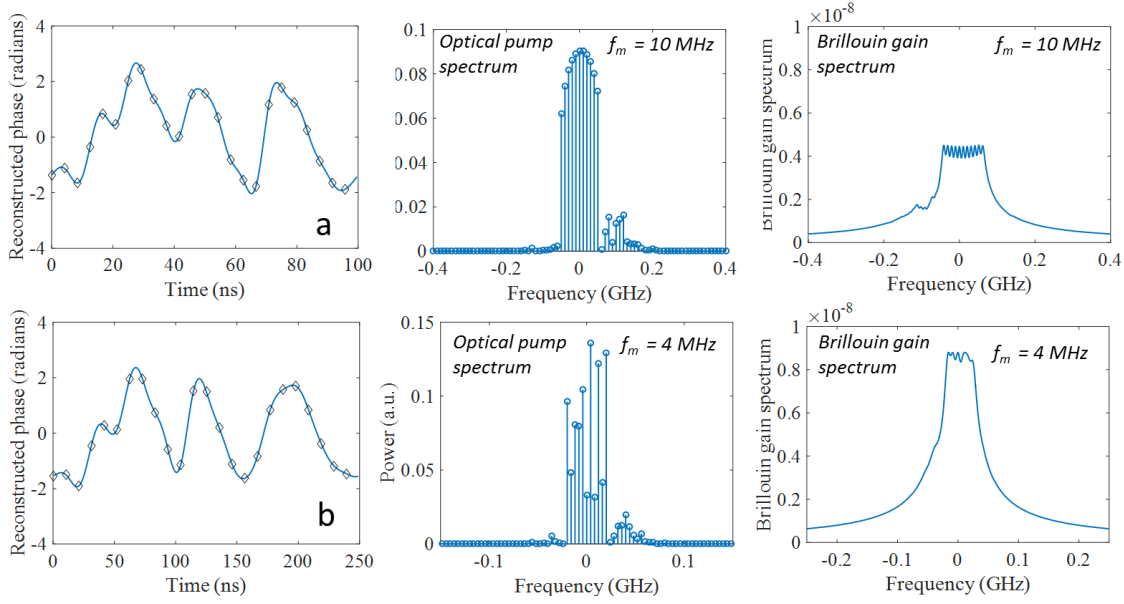 Reconstructed phase (radians)
4
2
0
-2
-4
0 20 40 60 80 100
Time (ns)
a
Optical pump
spectrum
f_m = 10 MHz
0.1
0.08
0.06
0.04
0.02
0
-0.4 -0.2 0 0.2 0.4
Frequency (GHz)
×10^-8
Brillouin gain
spectrum
f_m = 10 MHz
Brillouin gain spectrum
1
0.8
0.6
0.4
0.2
0
-0.4 -0.2 0 0.2 0.4
Frequency (GHz)
Reconstructed phase (radians)
4
2
0
-2
-4
0 50 100 150 200 250
Time (ns)
b
Optical pump
spectrum
f_m = 4 MHz
Power (a.u.)
0.15
0.1
0.05
0
-0.1 0 0.1
Frequency (GHz)
×10^-8
Brillouin gain
spectrum
f_m = 4 MHz
Brillouin gain spectrum
1
0.8
0.6
0.4
0.2
0
-0.2 -0.1 0 0.1 0.2
Frequency (GHz)